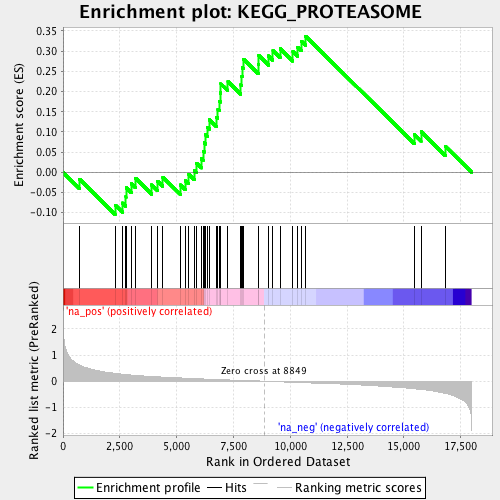 Enrichment plot: KEGG_PROTEASOME
Enrichment score (ES)
0.35
0.30
0.25
0.20
0.15
0.10
0.05
0.00
-0.05
-0.10
'na_pos' (positively correlated)
Ranked list metric (PreRanked)
2
1
0
-1
-2
Zero cross at 8849
'na_neg' (negatively correlated)
0
2,500
5,000
7,500
10,000
12,500
15,000
17,500
Rank in Ordered Dataset
Enrichment profile
Hits
Ranking metric scores